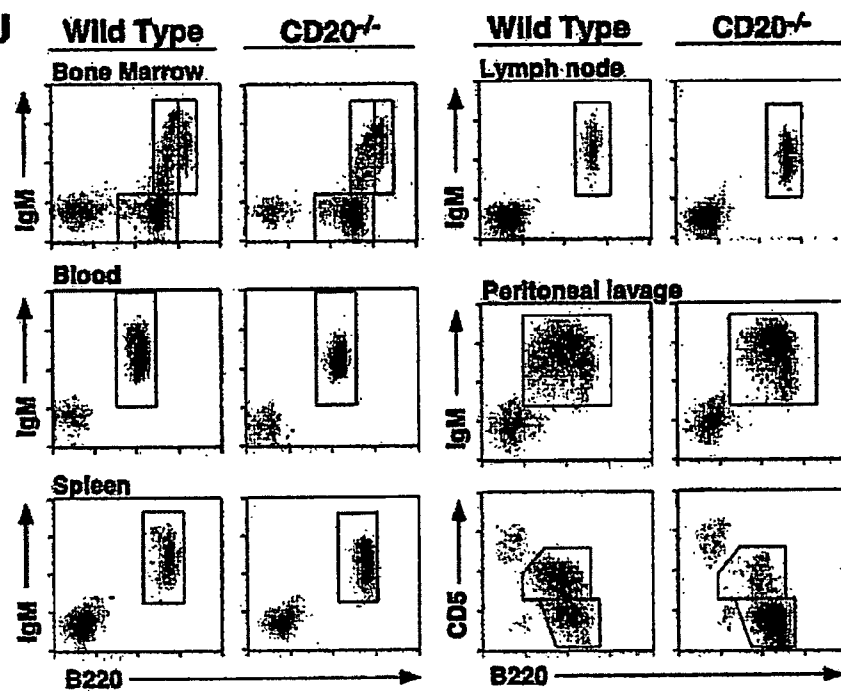 J
Wild Type CD20-/- Wild Type CD20-/-
Bone Marrow Lymph node
IgM IgM
Blood Peritoneal lavage
IgM IgM
Spleen
IgM CD5
B220 B220